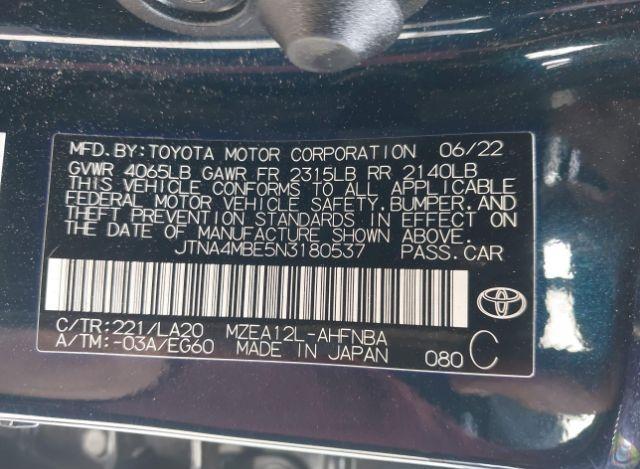 MFD. BY: TOYOTA MOTOR CORPORATION 06/22
GVWR 4065LB GAWR FR 2315LB RR 2140LB
THIS VEHICLE CONFORMS TO ALL APPLICABLE
FEDERAL MOTOR VEHICLE SAFETY, BUMPER, AND
THEFT PREVENTION STANDARDS IN EFFECT ON
THE DATE OF MANUFACTURE SHOWN ABOVE.
JTNA4MBE5N3180537 PASS. CAR
C/TR: 221/LA20 MZEA12L-AHFNBA
A/TM: -03A/EG60 MADE IN JAPAN 080 C